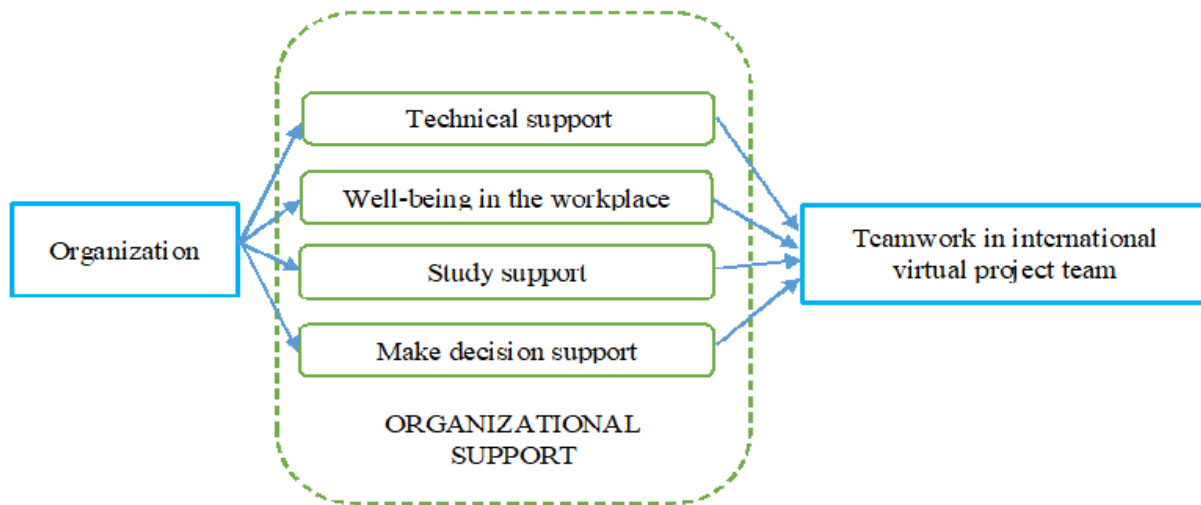 Technical support
Well-being in the workplace
Organization
Study support
Make decision support
ORGANIZATIONAL
SUPPORT
Teamwork in international
virtual project team